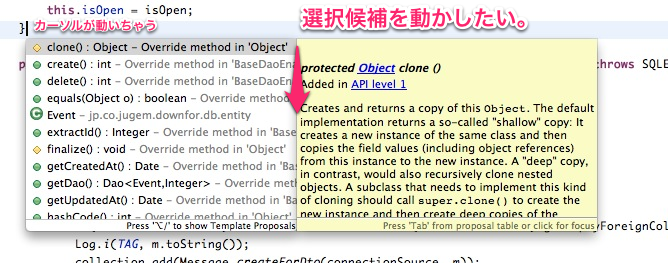 this.isOpen = isOpen;
}
カーソルが動いちゃう
選択候補を動かしたい。
throws SQLE
clone() : Object – Override method in 'Object'
create() : int – Override method in 'BaseDaoEna
delete() : int – Override method in 'BaseDaoEnab
equals(Object o) : boolean – Override method in
Event – jp.co.jugem.downfor.db.entity
extractId() : Integer – Override method in 'Base
finalize() : void – Override method in 'Object'
getCreatedAt() : Date – Override method in 'Base
getDao() : Dao<Event,Integer> – Override metho
getUpdatedAt() : Date – Override method in 'Bas
hashCode() : int – Override method in 'Object'
Press '⌥/' to show Template Proposals
protected Object clone ()
Added in API level 1
Creates and returns a copy of this Object. The default
implementation returns a so-called "shallow" copy: It
creates a new instance of the same class and then
copies the field values (including object references)
from this instance to the new instance. A "deep" copy,
in contrast, would also recursively clone nested
objects. A subclass that needs to implement this kind
of cloning should call super.clone() to create the
new instance and then create deep copies of the
Press 'Tab' from proposal table or click for focus
yForeignCol
Log.i(TAG, m.toString());
collection.add(Message.createForDto(connectionSource, m));